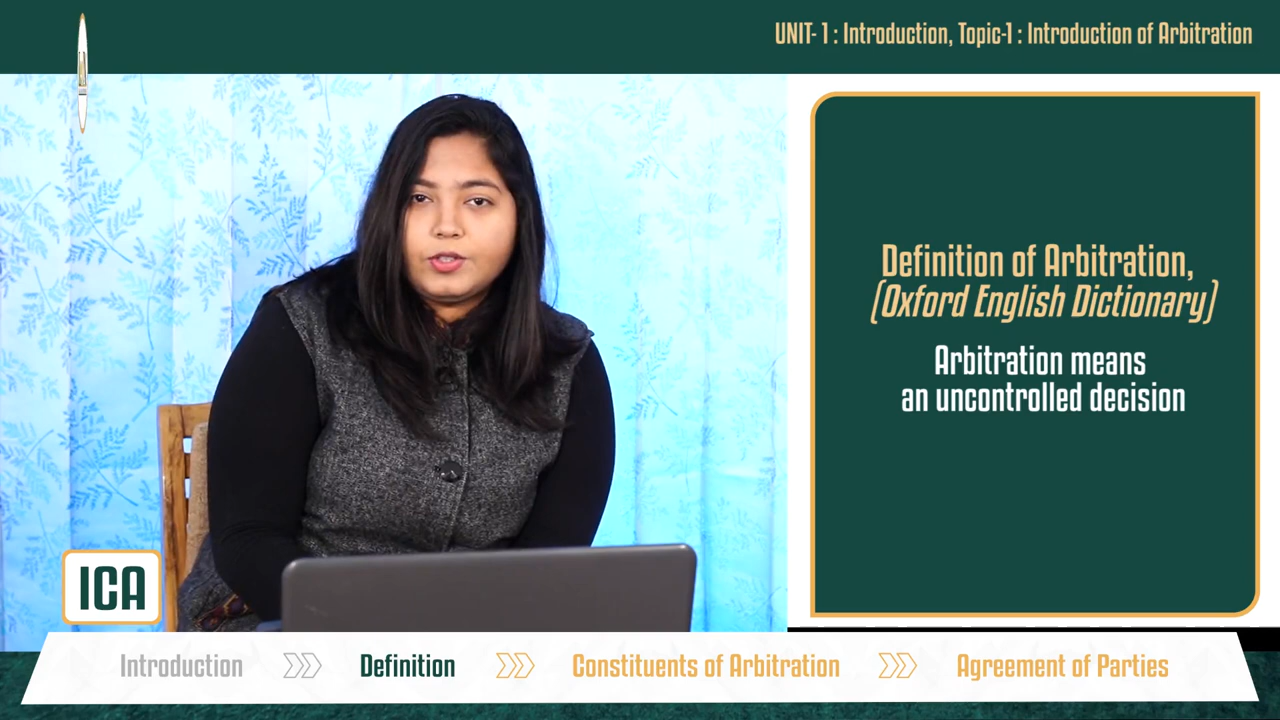 UNIT- 1 : Introduction, Topic-1 : Introduction of Arbitration
Definition of Arbitration,
(Oxford English Dictionary)
Arbitration means
an uncontrolled decision
ICA
Introduction
Definition
Constituents of Arbitration
Agreement of Parties